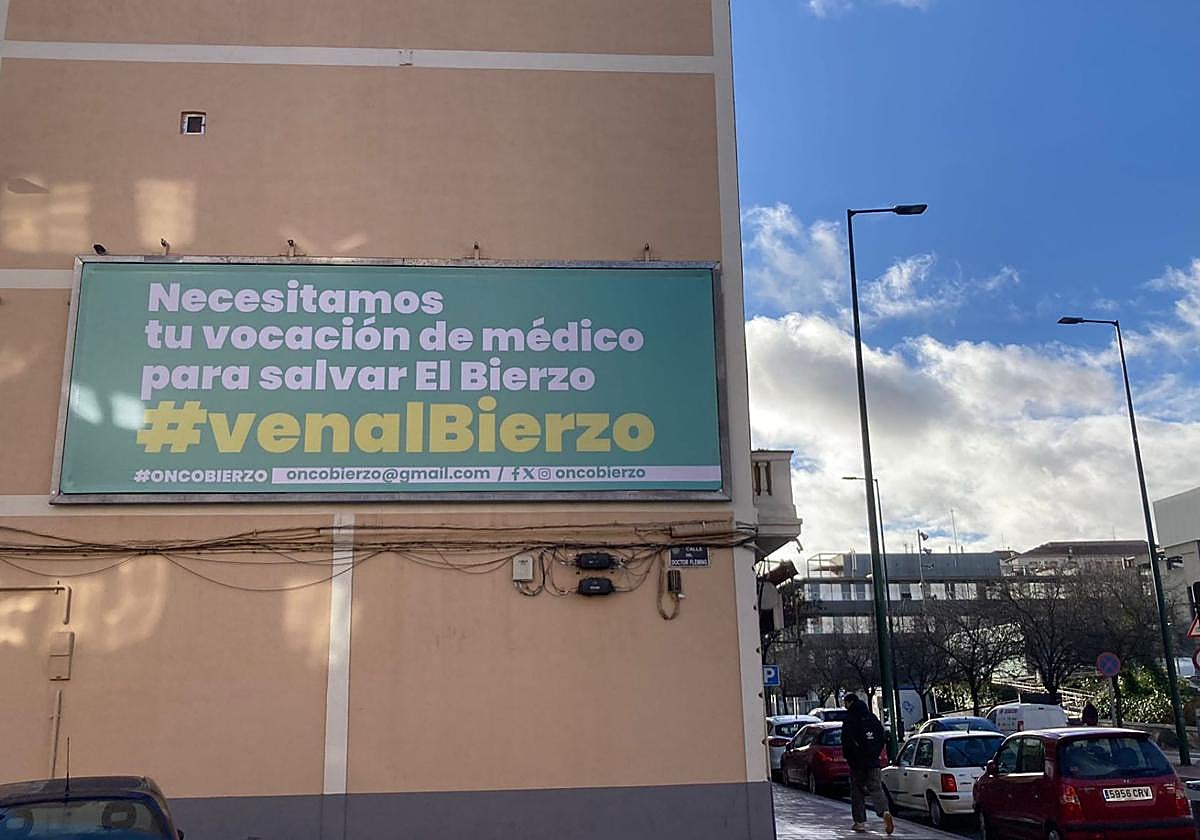 Necesitamos
tu vocación de médico
para salvar El Bierzo
#venalBierzo
#ONCOBIERZO oncobierzo@gmail.com / oncobierzo
CALLE
DEL
DOCTOR FLEMING
P
5956 CRV